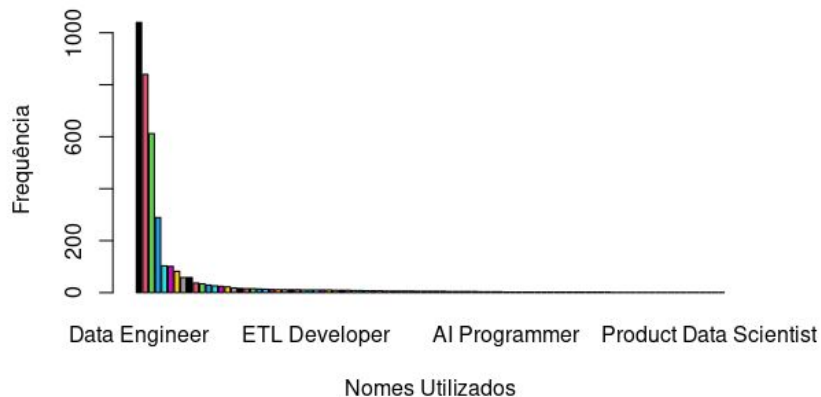 Frequência
1000
600
200
0
Data Engineer ETL Developer AI Programmer Product Data Scientist
Nomes Utilizados